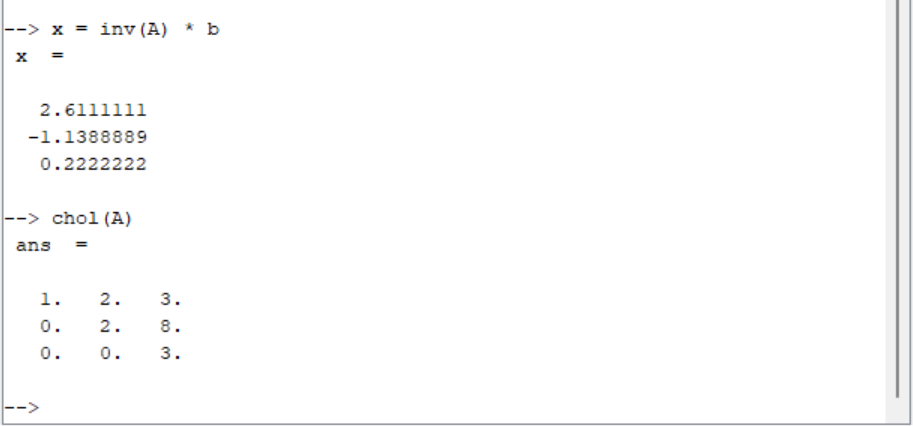 --> x = inv(A) * b
x  =
2.6111111
-1.1388889
0.2222222
--> chol(A)
ans  =
1.   2.   3.
0.   2.   8.
0.   0.   3.
-->